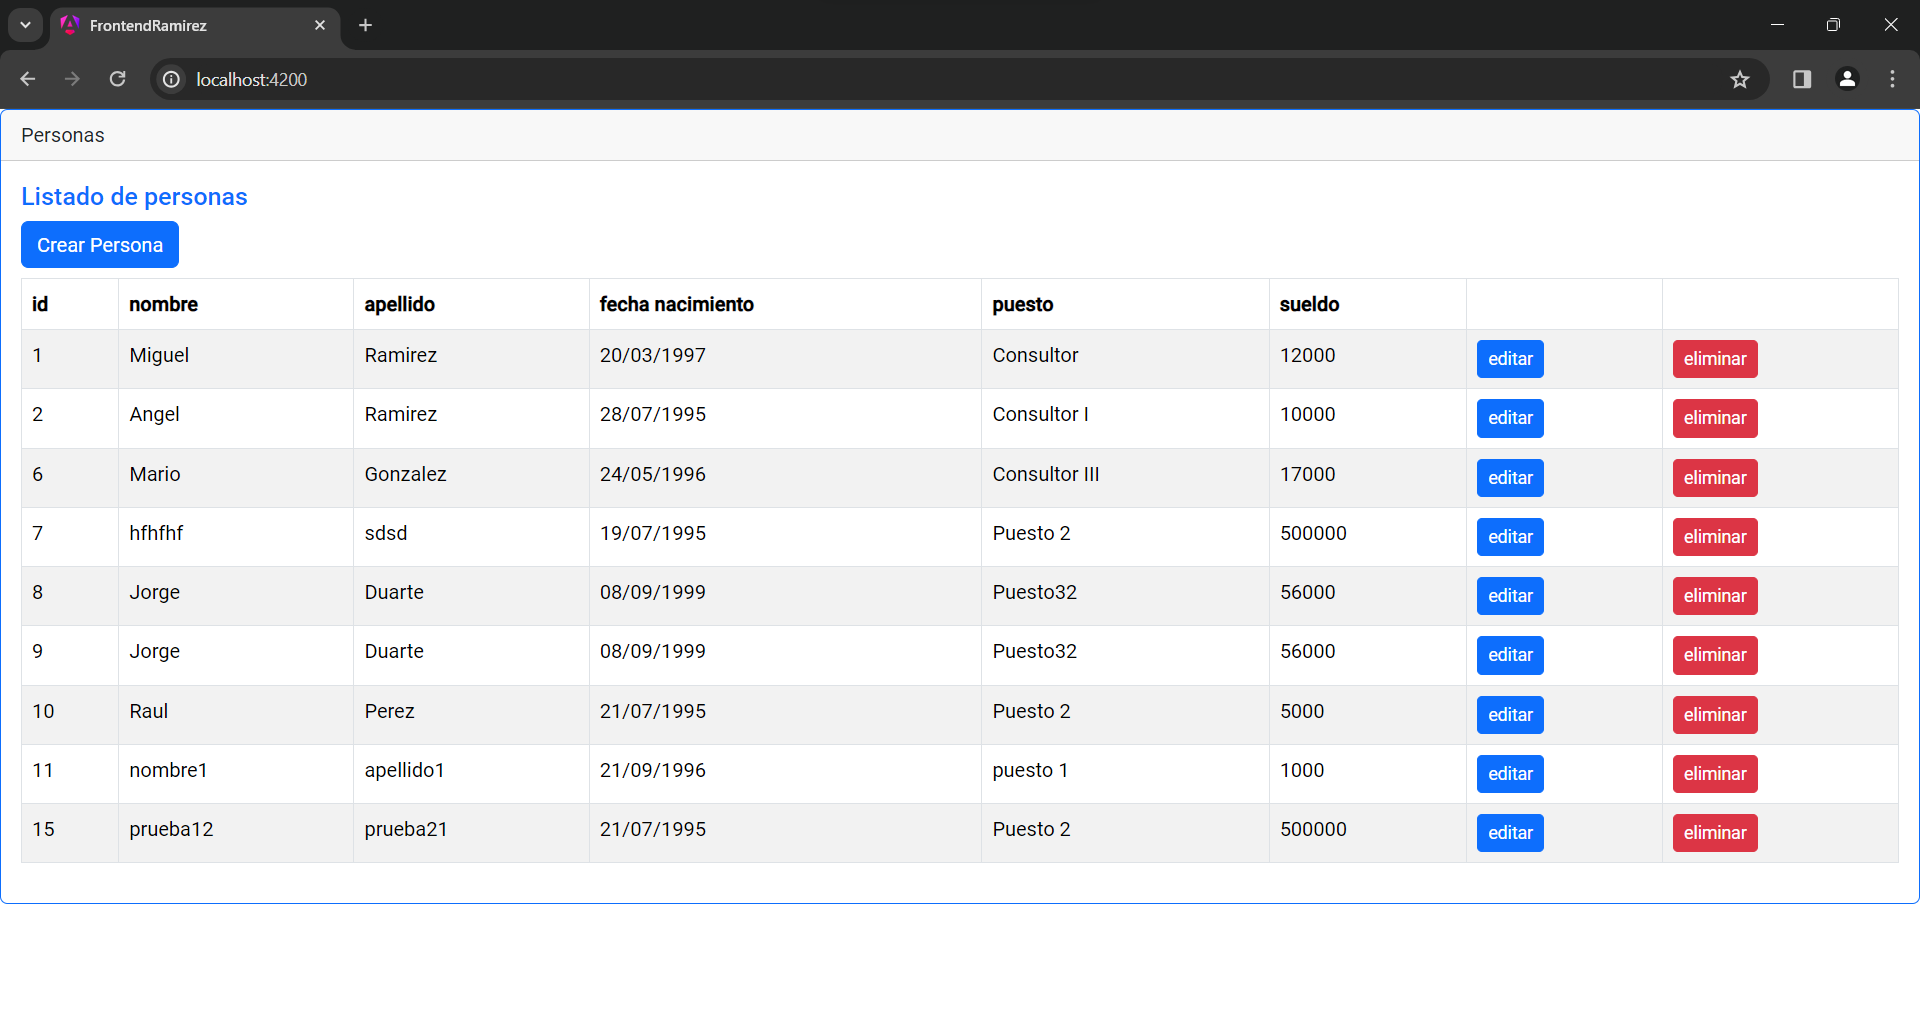 FrontendRamirez
localhost:4200
Personas
Listado de personas
Crear Persona
id nombre apellido fecha nacimiento puesto sueldo
1 Miguel Ramirez 20/03/1997 Consultor 12000 editar eliminar
2 Angel Ramirez 28/07/1995 Consultor I 10000 editar eliminar
6 Mario Gonzalez 24/05/1996 Consultor III 17000 editar eliminar
7 hfhfhf sdsd 19/07/1995 Puesto 2 500000 editar eliminar
8 Jorge Duarte 08/09/1999 Puesto32 56000 editar eliminar
9 Jorge Duarte 08/09/1999 Puesto32 56000 editar eliminar
10 Raul Perez 21/07/1995 Puesto 2 5000 editar eliminar
11 nombre1 apellido1 21/09/1996 puesto 1 1000 editar eliminar
15 prueba12 prueba21 21/07/1995 Puesto 2 500000 editar eliminar